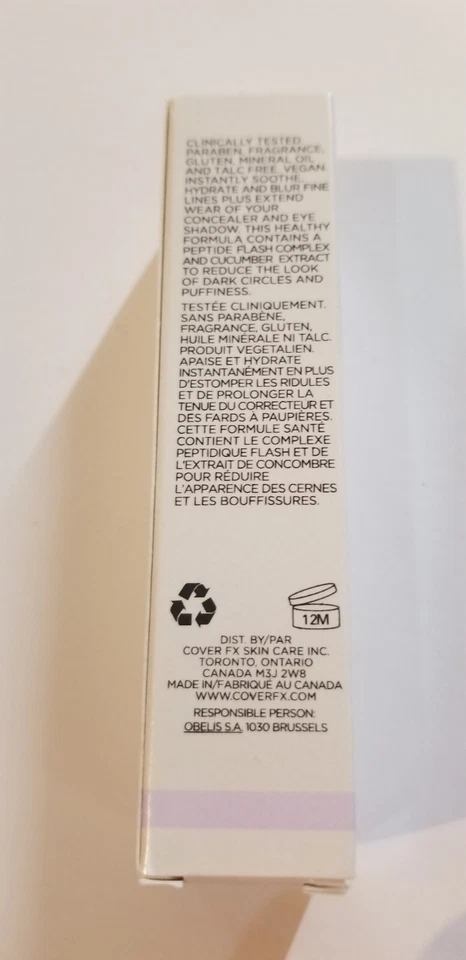 CLINICALLY TESTED.
PARABEN, FRAGRANCE,
GLUTEN, MINERAL OIL
AND TALC FREE. VEGAN.
INSTANTLY SOOTHE,
HYDRATE AND BLUR FINE
LINES PLUS EXTEND
WEAR OF YOUR
CONCEALER AND EYE
SHADOW. THIS HEALTHY
FORMULA CONTAINS A
PEPTIDE FLASH COMPLEX
AND CUCUMBER EXTRACT
TO REDUCE THE LOOK
OF DARK CIRCLES AND
PUFFINESS.
TESTÉE CLINIQUEMENT.
SANS PARABÈNE,
FRAGRANCE, GLUTEN,
HUILE MINÉRALE NI TALC.
PRODUIT VEGETALIEN.
APAISE ET HYDRATE
INSTANTANÉMENT EN PLUS
D'ESTOMPER LES RIDULES
ET DE PROLONGER LA
TENUE DU CORRECTEUR ET
DES FARDS À PAUPIÈRES.
CETTE FORMULE SANTÉ
CONTIENT LE COMPLEXE
PEPTIDIQUE FLASH ET DE
L'EXTRAIT DE CONCOMBRE
POUR RÉDUIRE
L'APPARENCE DES CERNES
ET LES BOUFFISSURES.
12M
DIST. BY/PAR
COVER FX SKIN CARE INC.
TORONTO, ONTARIO
CANADA M3J 2W8
MADE IN/FABRIQUÉ AU CANADA
WWW.COVERFX.COM
RESPONSIBLE PERSON:
OBELIS S.A. 1030 BRUSSELS